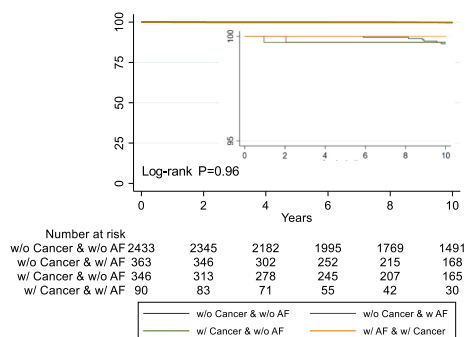 100
75
50
25
0
100
95
0 2 4 6 8 10
Log-rank P=0.96
0 2 4 6 8 10
Years
Number at risk
w/o Cancer & w/o AF 2433 2345 2182 1995 1769 1491
w/o Cancer & w/ AF 363 346 302 252 215 168
w/ Cancer & w/o AF 346 313 278 245 207 165
w/ Cancer & w/ AF 90 83 71 55 42 30
w/o Cancer & w/o AF w/o Cancer & w AF
w/ Cancer & w/o AF w/ AF & w/ Cancer